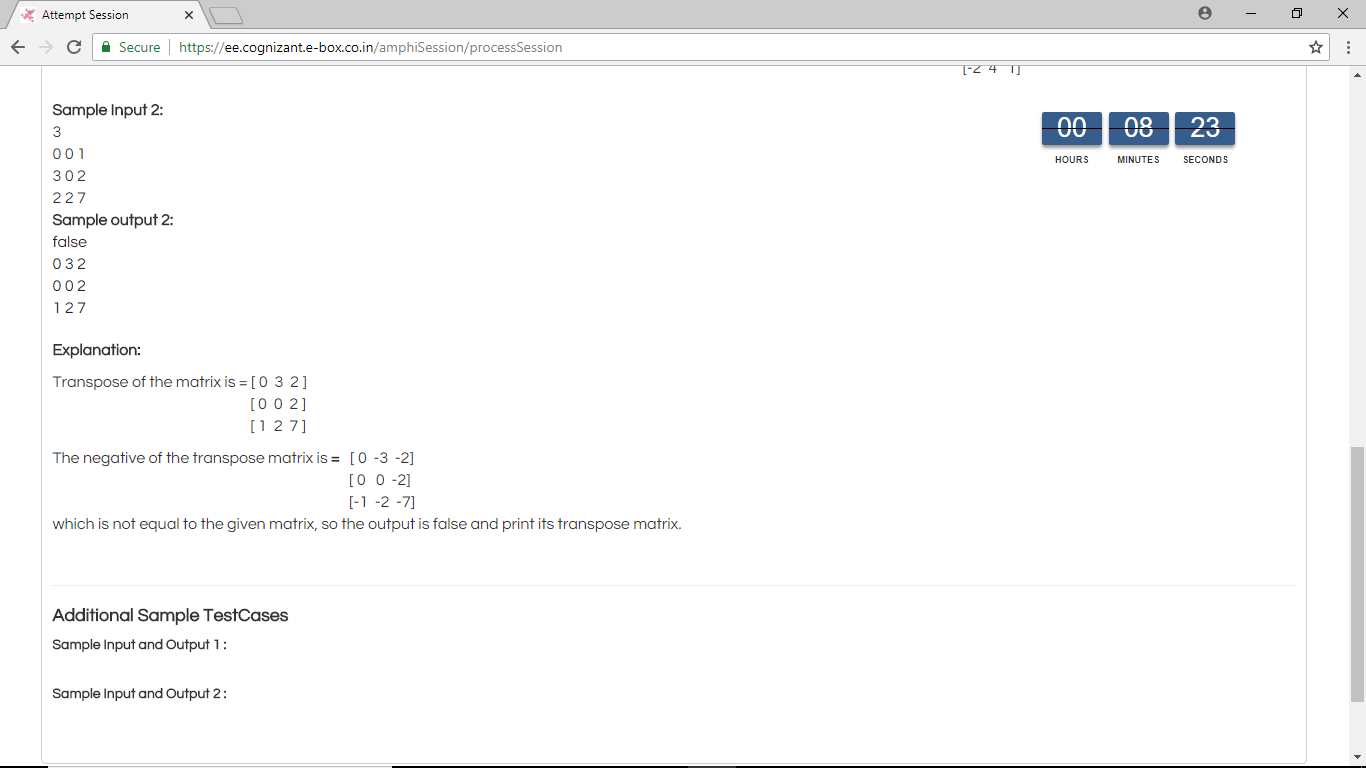 Attempt Session
Secure https://ee.cognizant.e-box.co.in/amphiSession/processSession
[-2 4 1]
Sample Input 2:
3
0 0 1
3 0 2
2 2 7
00 08 23
HOURS MINUTES SECONDS
Sample output 2:
false
0 3 2
0 0 2
1 2 7
Explanation:
Transpose of the matrix is = [ 0 3 2 ]
[ 0 0 2 ]
[ 1 2 7 ]
The negative of the transpose matrix is = [ 0 -3 -2]
[ 0 0 -2]
[-1 -2 -7]
which is not equal to the given matrix, so the output is false and print its transpose matrix.
Additional Sample TestCases
Sample Input and Output 1 :
Sample Input and Output 2 :